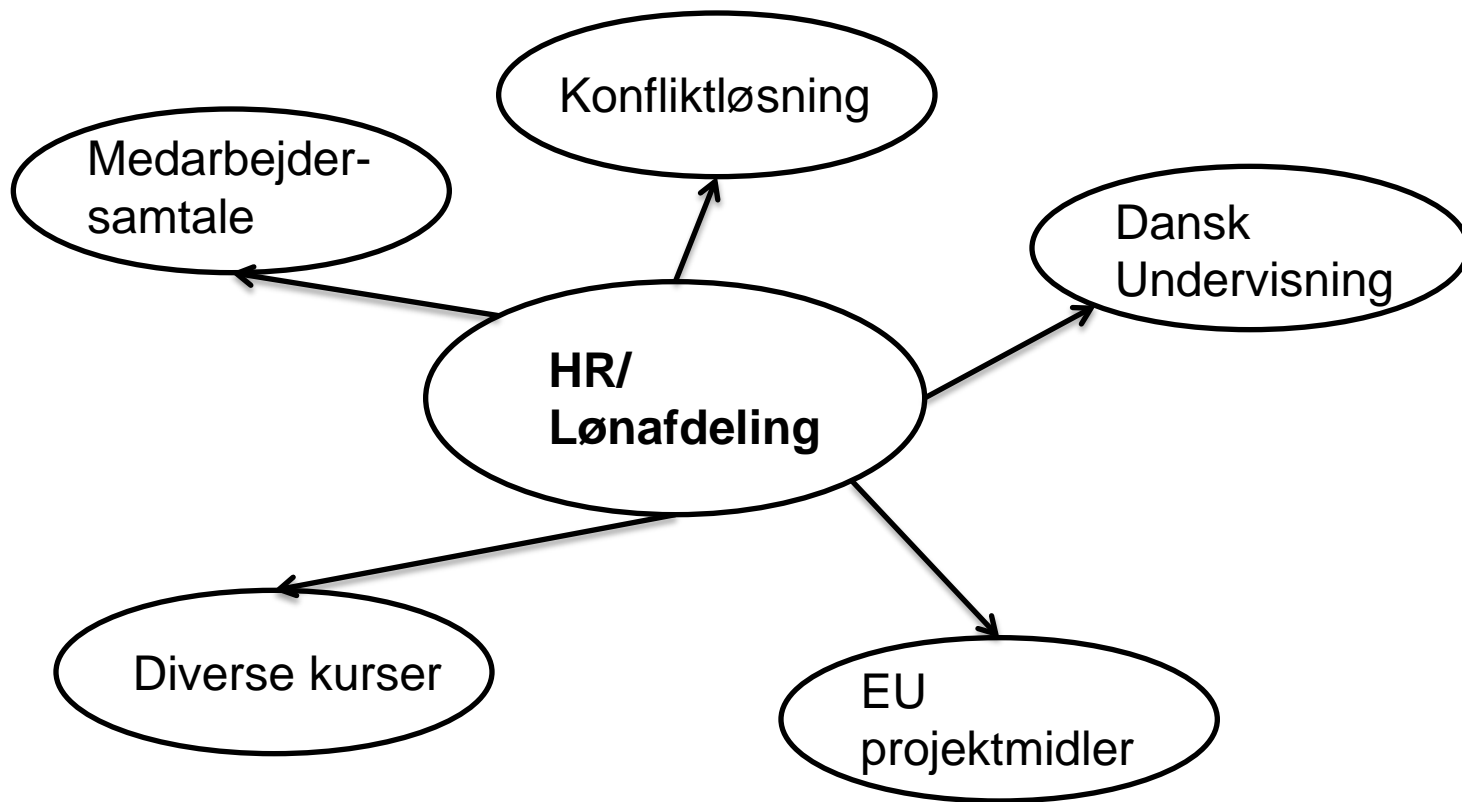 Konfliktløsning
Medarbejder-
samtale
Dansk
Undervisning
HR/
Lønafdeling
Diverse kurser
EU
projektmidler